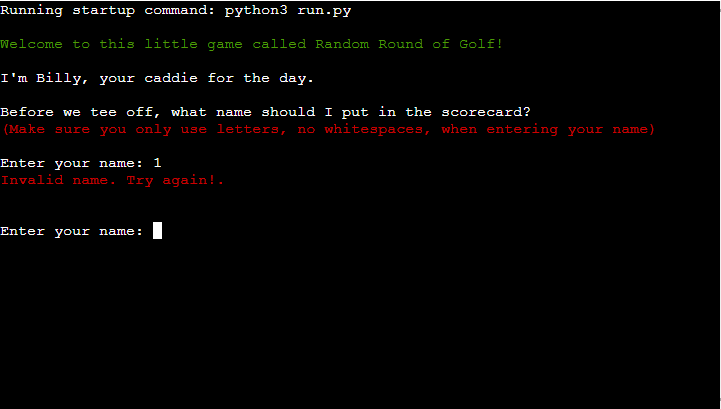 Running startup command: python3 run.py
Welcome to this little game called Random Round of Golf!
I'm Billy, your caddie for the day.
Before we tee off, what name should I put in the scorecard?
(Make sure you only use letters, no whitespaces, when entering your name)
Enter your name: 1
Invalid name. Try again!.
Enter your name: